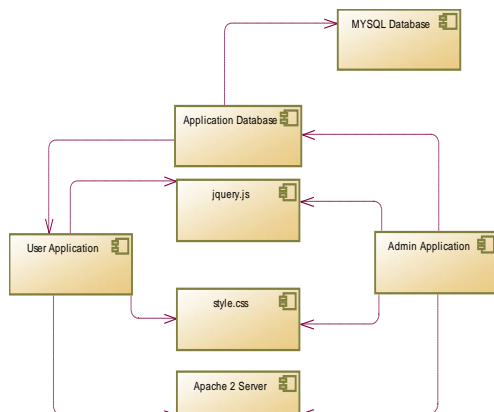 MYSQL Database
Application Database
jquery.js
User Application
Admin Application
style.css
Apache 2 Server